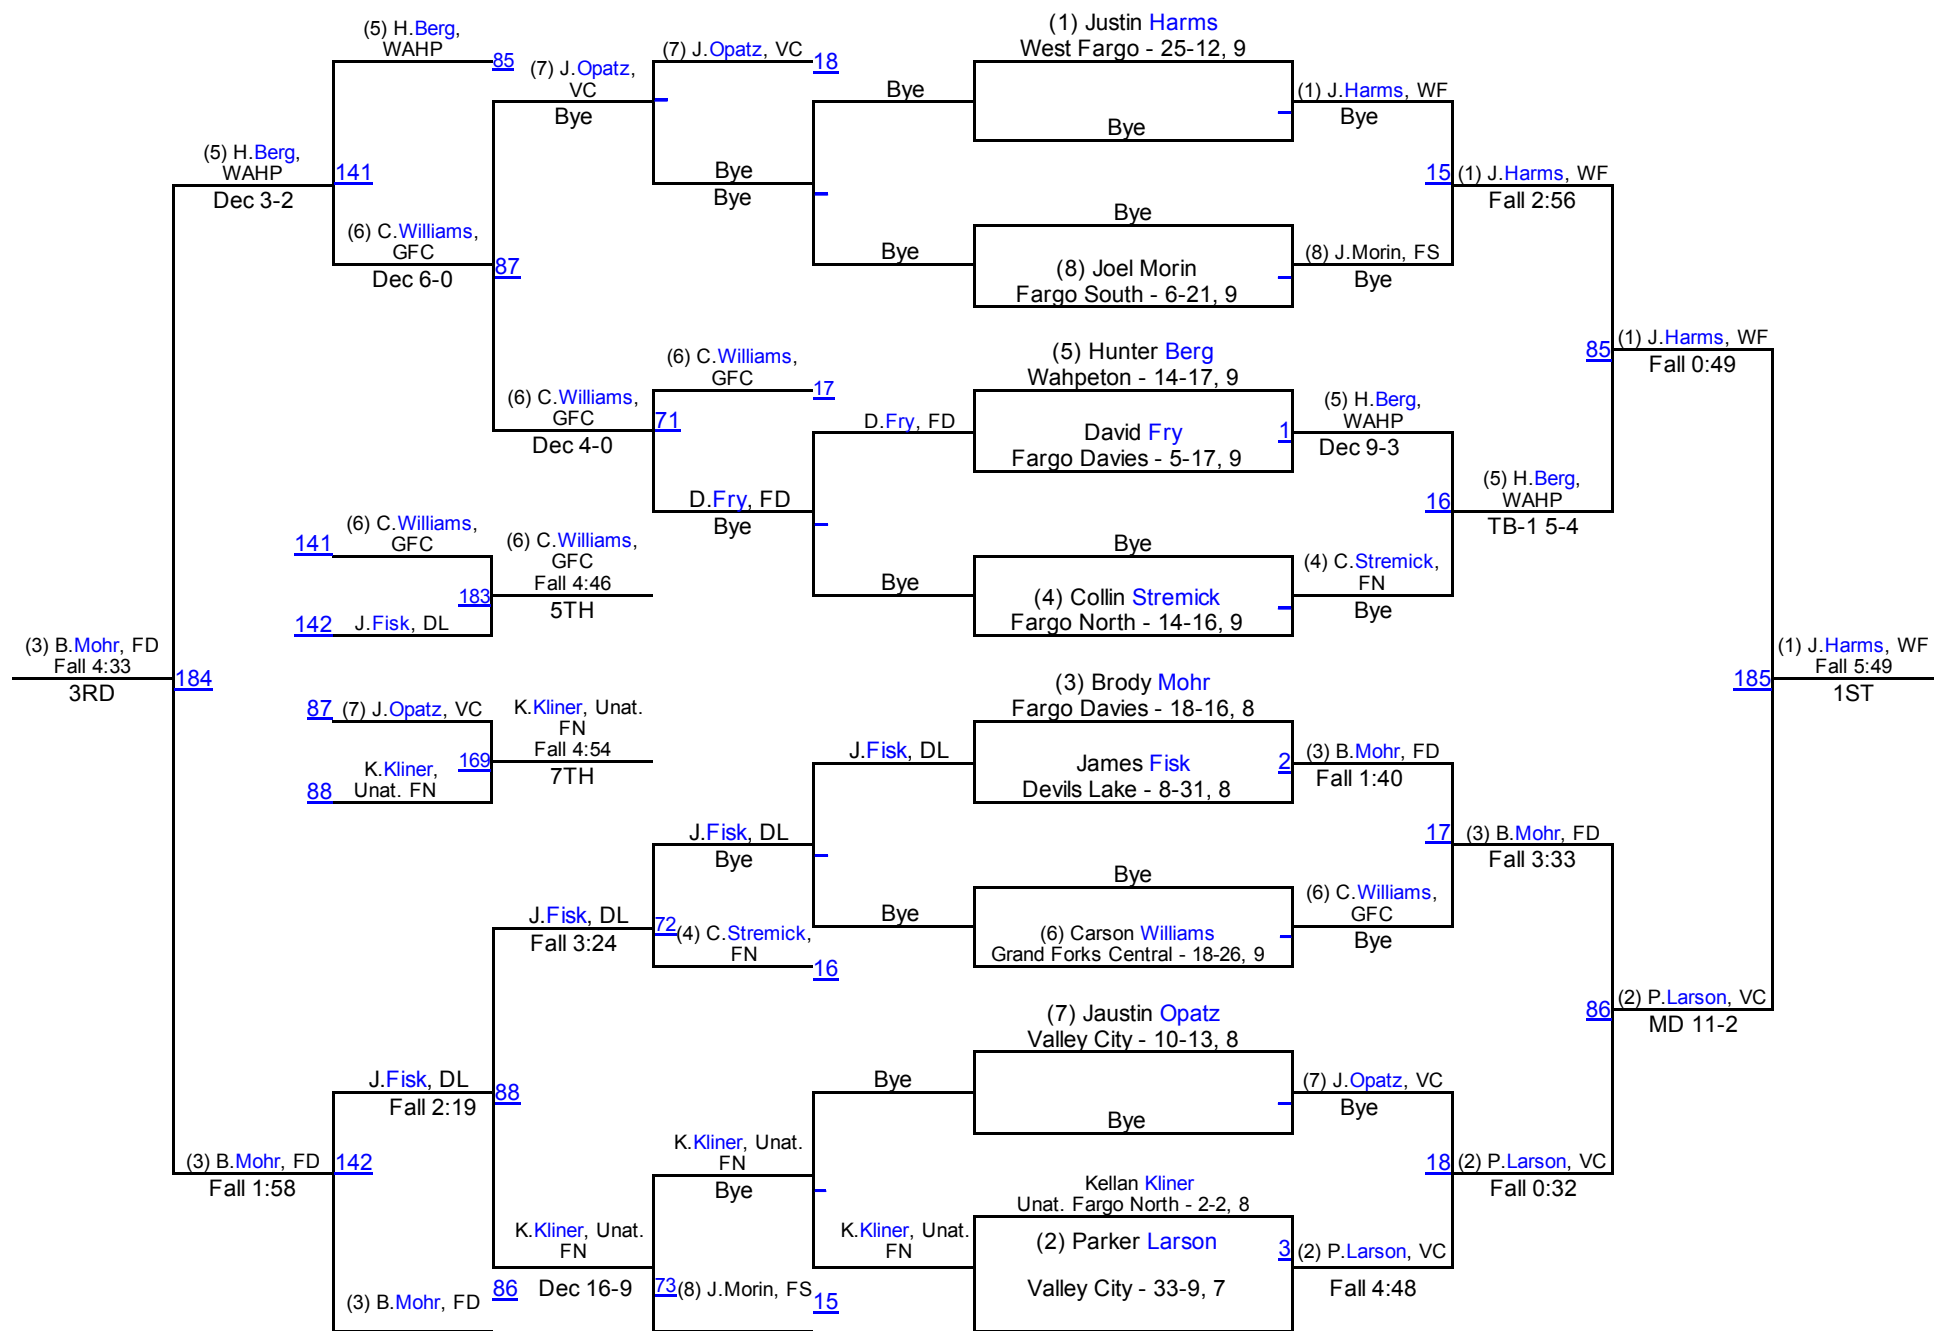 (5) H.Berg,
WAHP
85
(7) J.Opatz,
VC
Bye
(7) J.Opatz, VC
18
Bye
(1) Justin Harms
West Fargo - 25-12, 9
Bye
(1) J.Harms, WF
Bye
(5) H.Berg,
WAHP
Dec 3-2
141
Bye
Bye
15
(1) J.Harms, WF
Fall 2:56
(6) C.Williams,
GFC
Dec 6-0
87
Bye
Bye
(8) Joel Morin
Fargo South - 6-21, 9
(8) J.Morin, FS
Bye
(6) C.Williams,
GFC
17
(5) Hunter Berg
Wahpeton - 14-17, 9
85
(1) J.Harms, WF
Fall 0:49
(6) C.Williams,
GFC
Dec 4-0
71
D.Fry, FD
David Fry
Fargo Davies - 5-17, 9
1
(5) H.Berg,
WAHP
Dec 9-3
D.Fry, FD
Bye
16
(5) H.Berg,
WAHP
TB-1 5-4
141
(6) C.Williams,
GFC
(6) C.Williams,
GFC
Fall 4:46
5TH
183
142
J.Fisk, DL
Bye
Bye
(4) Collin Stremick
Fargo North - 14-16, 9
(4) C.Stremick,
FN
Bye
(3) B.Mohr, FD
Fall 4:33
3RD
184
185
(1) J.Harms, WF
Fall 5:49
1ST
87
(7) J.Opatz, VC
K.Kliner, Unat.
FN
Fall 4:54
7TH
169
88
K.Kliner,
Unat. FN
(3) Brody Mohr
Fargo Davies - 18-16, 8
J.Fisk, DL
James Fisk
Devils Lake - 8-31, 8
2
(3) B.Mohr, FD
Fall 1:40
J.Fisk, DL
Bye
17
(3) B.Mohr, FD
Fall 3:33
J.Fisk, DL
Fall 3:24
72
(4) C.Stremick,
FN
16
Bye
Bye
(6) Carson Williams
Grand Forks Central - 18-26, 9
(6) C.Williams,
GFC
Bye
(7) Jaustin Opatz
Valley City - 10-13, 8
86
(2) P.Larson, VC
MD 11-2
J.Fisk, DL
Fall 2:19
88
Bye
Bye
(7) J.Opatz, VC
Bye
(3) B.Mohr, FD
Fall 1:58
142
K.Kliner, Unat.
FN
Bye
18
(2) P.Larson, VC
Fall 0:32
K.Kliner, Unat.
FN
Dec 16-9
K.Kliner, Unat.
FN
Kellan Kliner
Unat. Fargo North - 2-2, 8
(2) Parker Larson
Valley City - 33-9, 7
3
(2) P.Larson, VC
Fall 4:48
(3) B.Mohr, FD
86
73
(8) J.Morin, FS
15